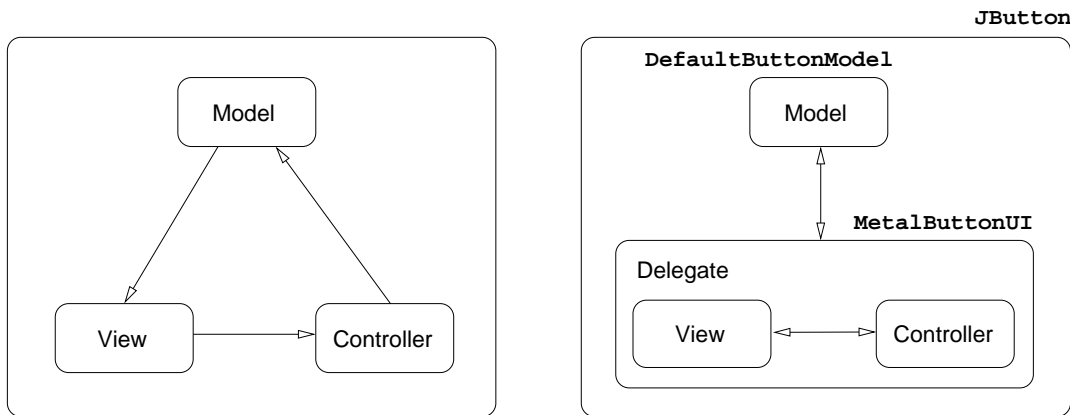 Model
View
Controller
JButton
DefaultButtonModel
Model
MetalButtonUI
Delegate
View
Controller